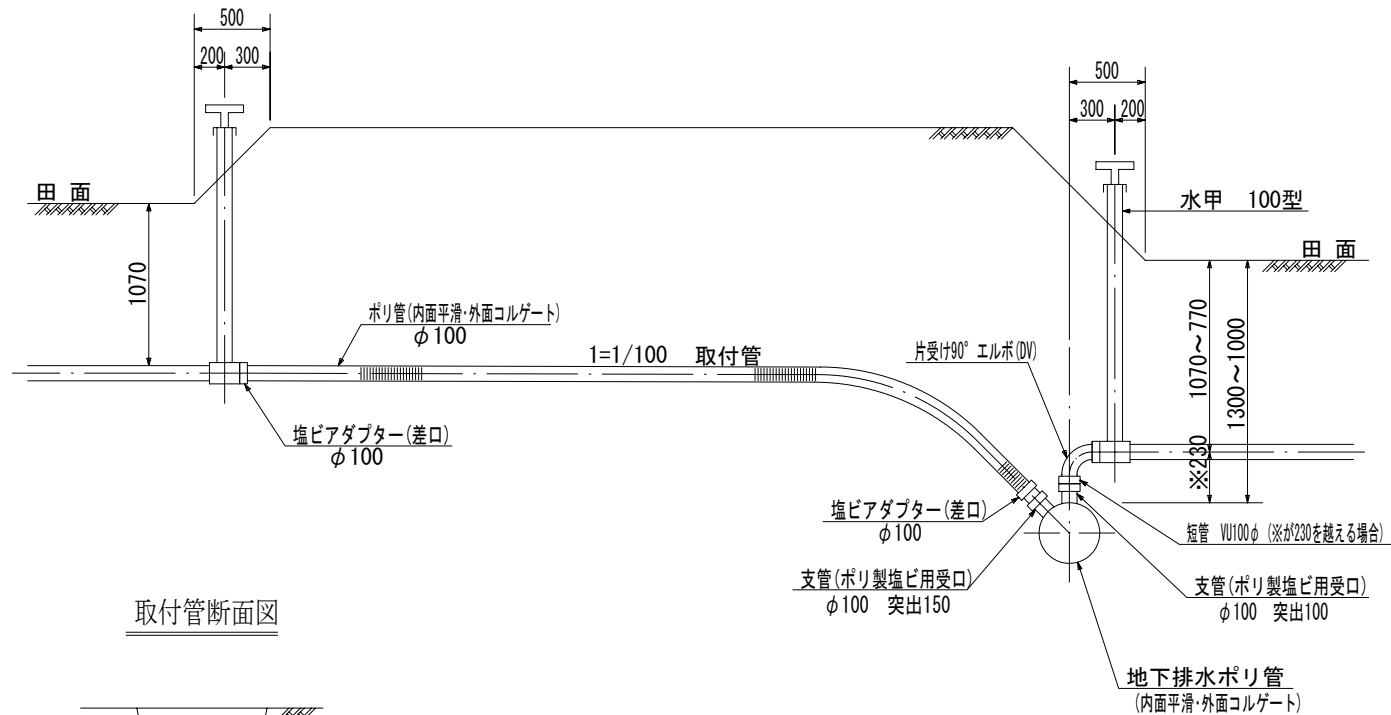 500
200 300
田 面
1070
ポリ管(内面平滑・外面コルゲート)
φ100
1=1/100 取付管
塩ビアダプター(差口)
φ100
500
300 200
水甲 100型
田 面
片受け90° エルボ(DV)
1070~770
1300~1000
※230
塩ビアダプター(差口)
φ100
短管 VU100φ (※が230を越える場合)
支管(ポリ製塩ビ用受口)
φ100 突出150
支管(ポリ製塩ビ用受口)
φ100 突出100
地下排水ポリ管
(内面平滑・外面コルゲート)
取付管断面図